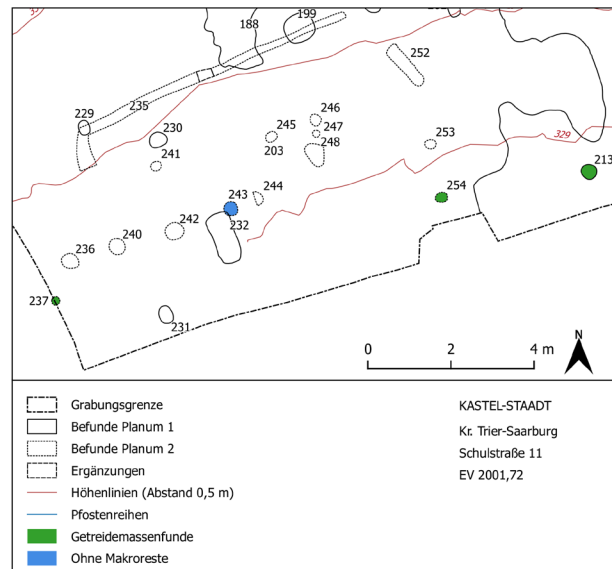 188
199
252
235
229
230
241
245
203
246
247
248
253
329
213
254
243
244
232
242
240
236
237
231
0 2 4 m
N
Grabungsgrenze
Befunde Planum 1
Befunde Planum 2
Ergänzungen
Höhenlinien (Abstand 0,5 m)
Pfostenreihen
Getreidemassenfunde
Ohne Makroreste
KASTEL-STAADT
Kr. Trier-Saarburg
Schulstraße 11
EV 2001,72